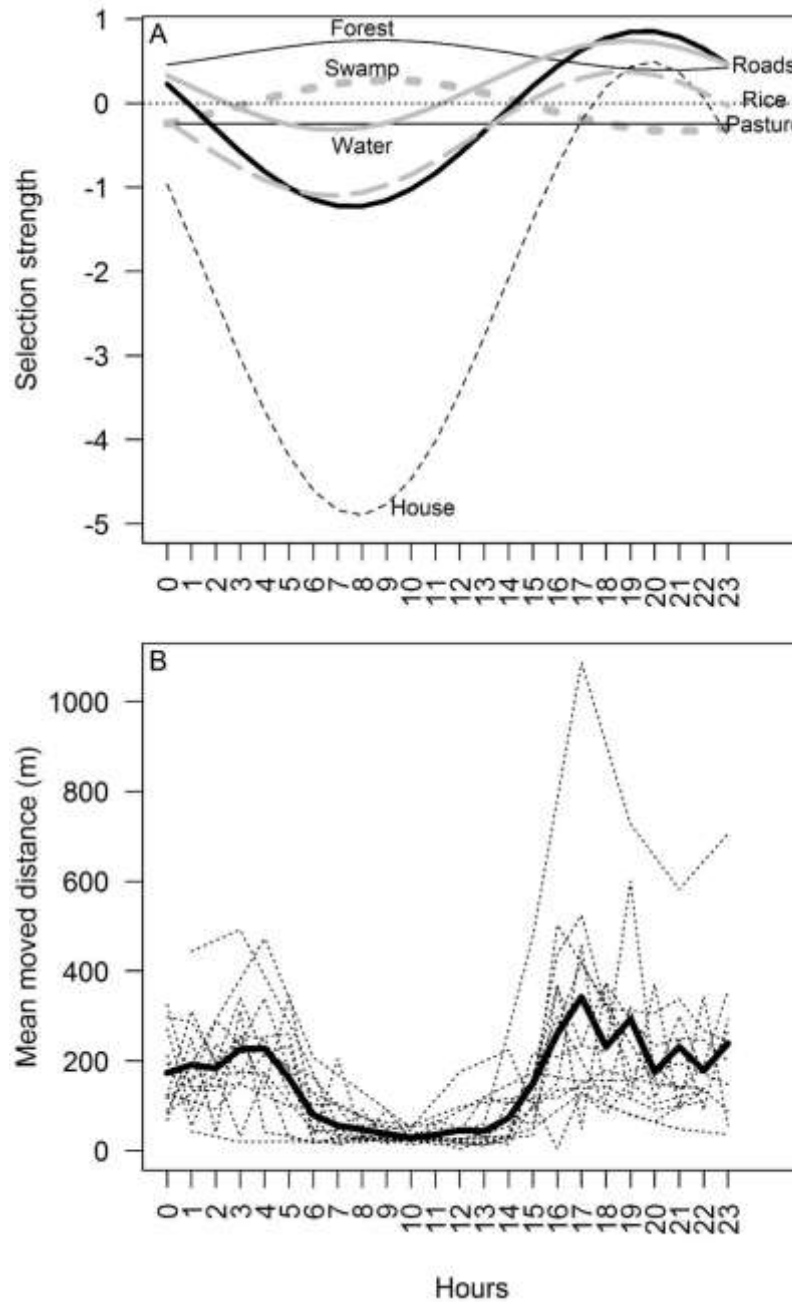 A
Forest
Swamp
Water
House
Roads
Rice
Pasture
Selection strength
1
0
-1
-2
-3
-4
-5
0 1 2 3 4 5 6 7 8 9 10 11 12 13 14 15 16 17 18 19 20 21 22 23
B
Mean moved distance (m)
1000
800
600
400
200
0
0 1 2 3 4 5 6 7 8 9 10 11 12 13 14 15 16 17 18 19 20 21 22 23
Hours